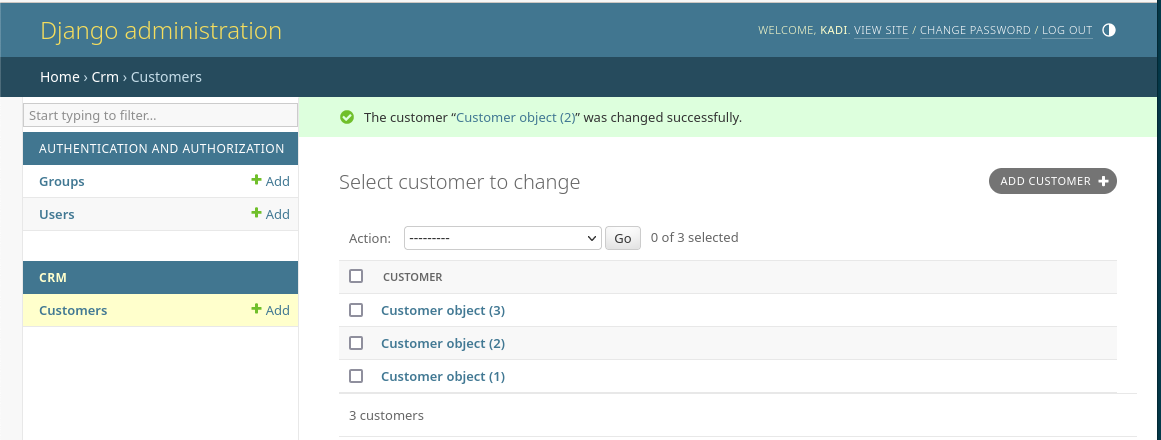 Django administration
WELCOME, KADI. VIEW SITE / CHANGE PASSWORD / LOG OUT
Home › Crm › Customers
Start typing to filter...
AUTHENTICATION AND AUTHORIZATION
Groups
Add
Users
Add
CRM
Customers
Add
The customer “Customer object (2)” was changed successfully.
Select customer to change
ADD CUSTOMER
Action: --------- Go 0 of 3 selected
CUSTOMER
Customer object (3)
Customer object (2)
Customer object (1)
3 customers